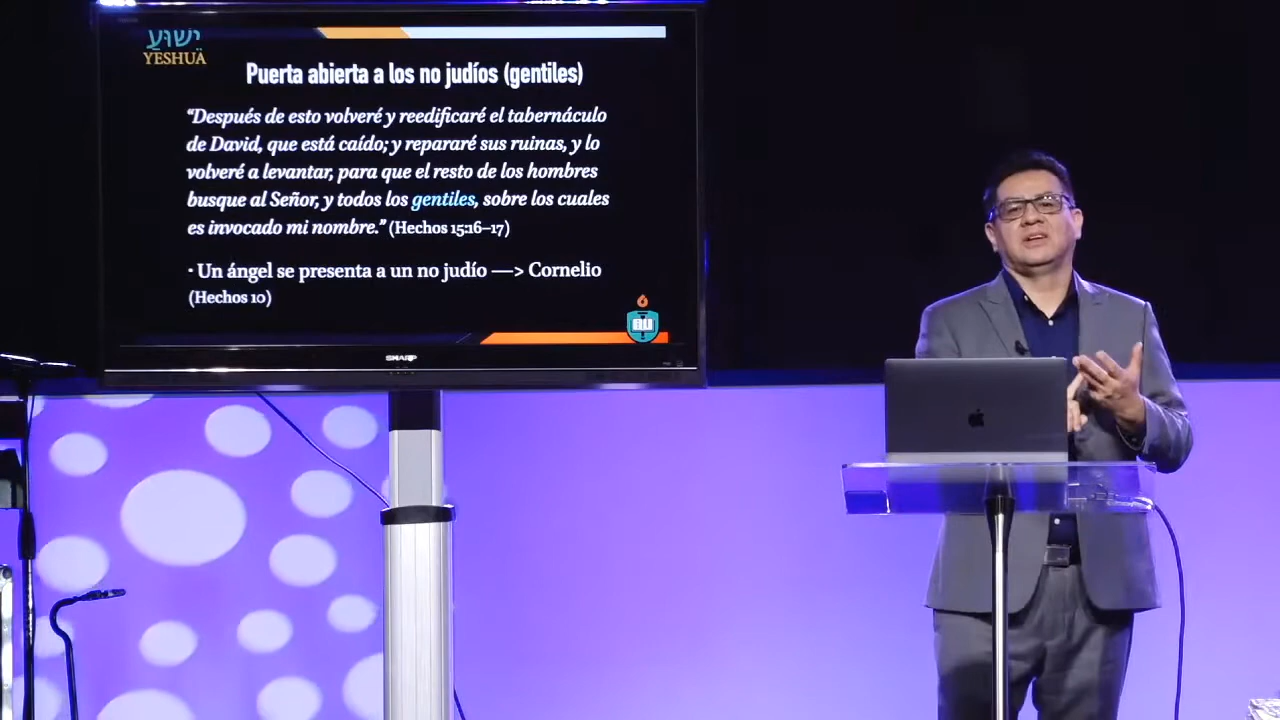 ישוּעַ
YESHUÄ
Puerta abierta a los no judíos (gentiles)
“Después de esto volveré y reedificaré el tabernáculo
de David, que está caído; y repararé sus ruinas, y lo
volveré a levantar, para que el resto de los hombres
busque al Señor, y todos los gentiles, sobre los cuales
es invocado mi nombre.” (Hechos 15:16–17)
· Un ángel se presenta a un no judío —> Cornelio
(Hechos 10)
SHARP